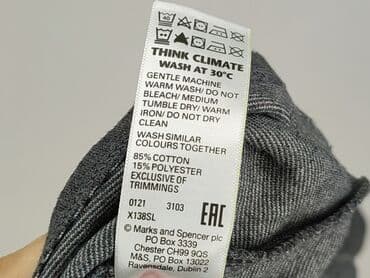 THINK CLIMATE
WASH AT 30°C
GENTLE MACHINE
WARM WASH/ DO NOT
BLEACH/ MEDIUM
TUMBLE DRY/ WARM
IRON/ DO NOT DRY
CLEAN
WASH SIMILAR
COLOURS TOGETHER
85% COTTON
15% POLYESTER
EXCLUSIVE OF
TRIMMINGS
0121 3103
X138SL EAC
© Marks and Spencer plc
PO Box 3339
Chester CH99 9QS
M&S, PO Box 13022
Ravensdale, Dublin 2